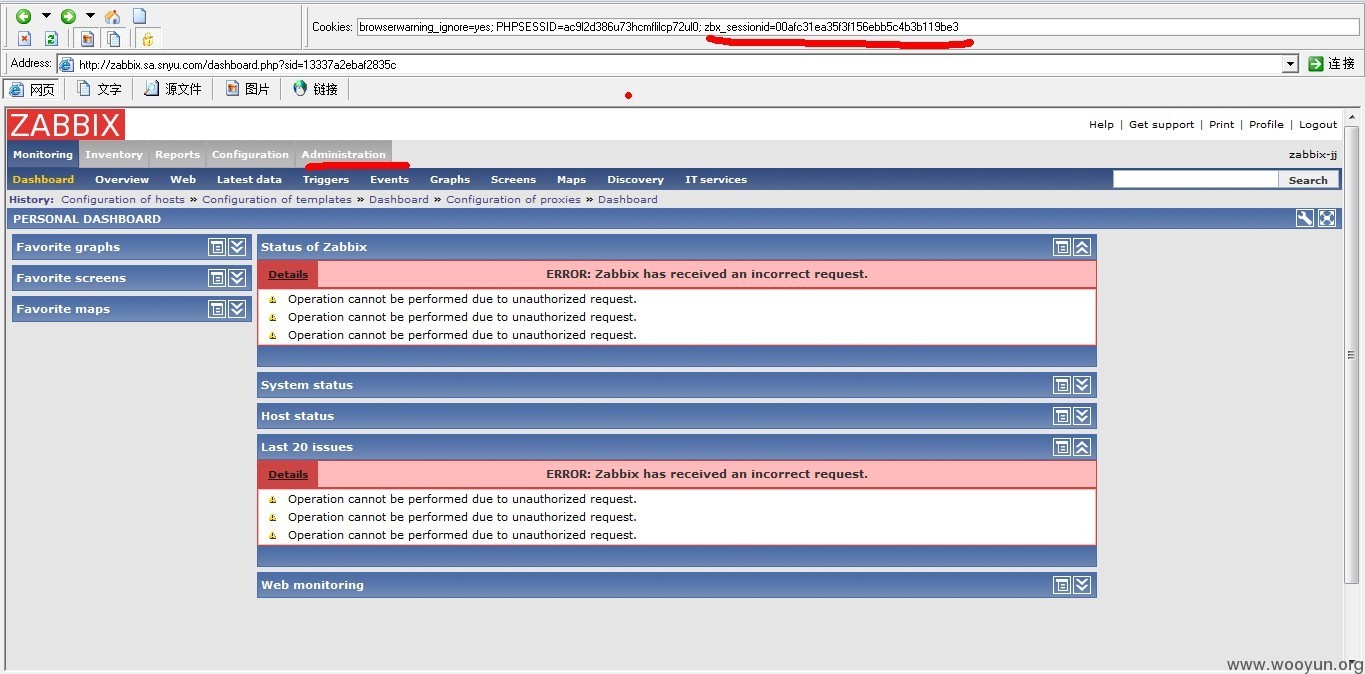 Cookies: browserwarning_ignore=yes; PHPSESSID=ac9l2d386u73hcmflilcp72ul0; zbx_sessionid=00afc31ea35f3f156ebb5c4b3b119be3
Address: http://zabbix.sa.snyu.com/dashboard.php?sid=13337a2ebaf2835c 连接
网页 文字 源文件 图片 链接
ZABBIX
Help | Get support | Print | Profile | Logout
Monitoring Inventory Reports Configuration Administration zabbix-jj
Dashboard Overview Web Latest data Triggers Events Graphs Screens Maps Discovery IT services Search
History: Configuration of hosts » Configuration of templates » Dashboard » Configuration of proxies » Dashboard
PERSONAL DASHBOARD
Favorite graphs
Favorite screens
Favorite maps
Status of Zabbix
Details ERROR: Zabbix has received an incorrect request.
Operation cannot be performed due to unauthorized request.
Operation cannot be performed due to unauthorized request.
Operation cannot be performed due to unauthorized request.
System status
Host status
Last 20 issues
Details ERROR: Zabbix has received an incorrect request.
Operation cannot be performed due to unauthorized request.
Operation cannot be performed due to unauthorized request.
Operation cannot be performed due to unauthorized request.
Web monitoring
www.wooyun.org